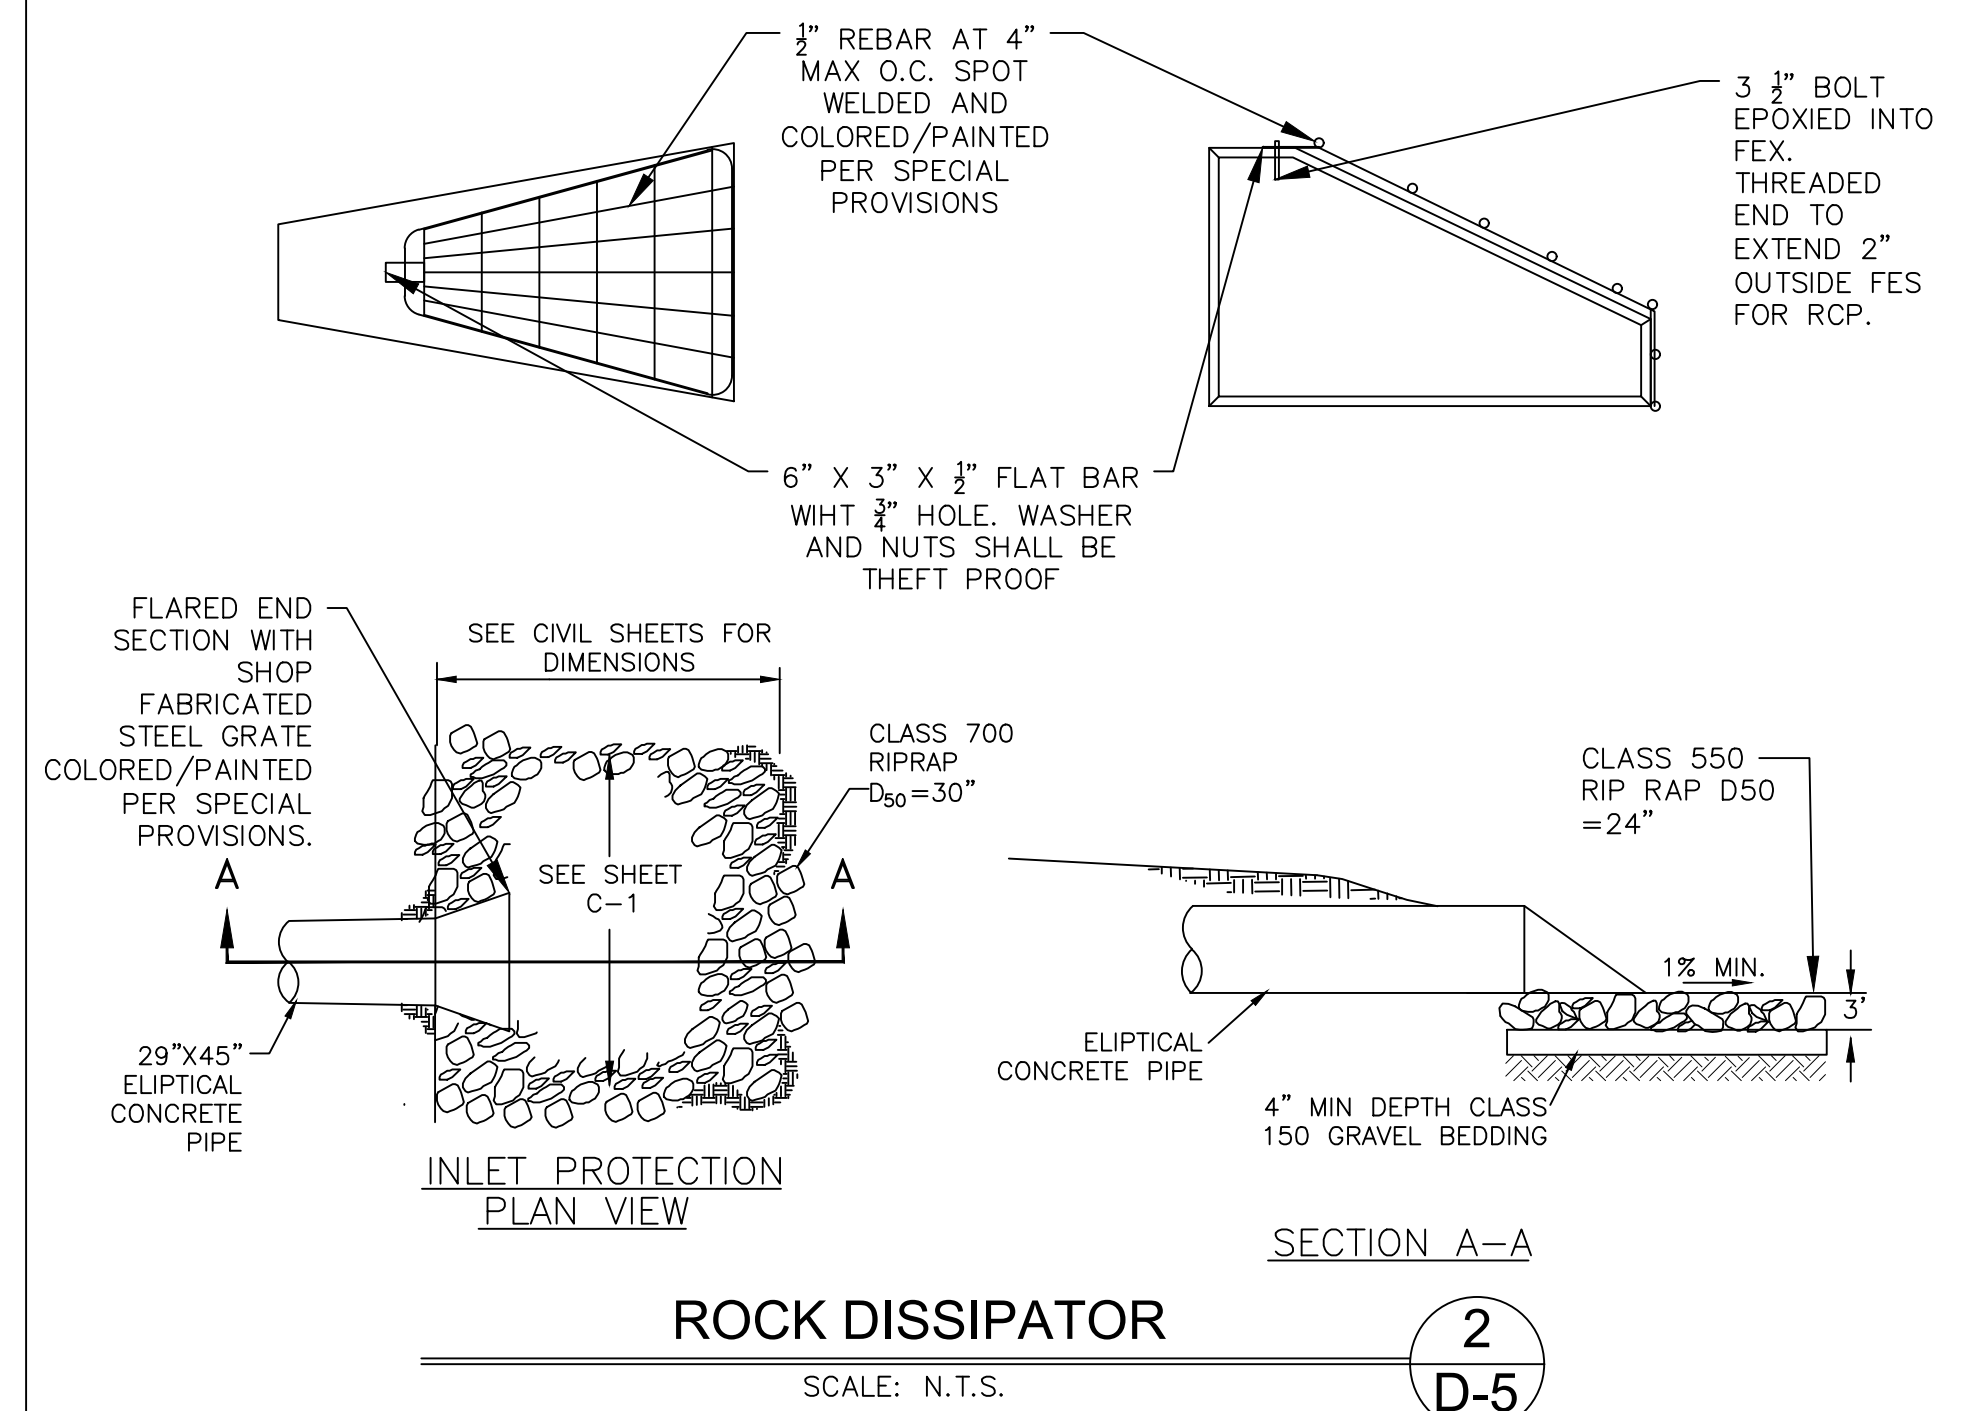 ½" REBAR AT 4"
MAX O.C. SPOT
WELDED AND
COLORED/PAINTED
PER SPECIAL
PROVISIONS
3 ½" BOLT
EPOXIED INTO
FEX.
THREADED
END TO
EXTEND 2"
OUTSIDE FES
FOR RCP.
6" X 3" X ½" FLAT BAR
WIHT ¾" HOLE. WASHER
AND NUTS SHALL BE
THEFT PROOF
FLARED END
SECTION WITH
SHOP
FABRICATED
STEEL GRATE
COLORED/PAINTED
PER SPECIAL
PROVISIONS.
SEE CIVIL SHEETS FOR
DIMENSIONS
CLASS 700
RIPRAP
D50=30"
A
SEE SHEET
C-1
A
29"X45"
ELIPTICAL
CONCRETE
PIPE
INLET PROTECTION
PLAN VIEW
CLASS 550
RIP RAP D50
=24"
1% MIN.
3'
ELIPTICAL
CONCRETE PIPE
4" MIN DEPTH CLASS
150 GRAVEL BEDDING
SECTION A-A
ROCK DISSIPATOR
SCALE: N.T.S.
2
D-5